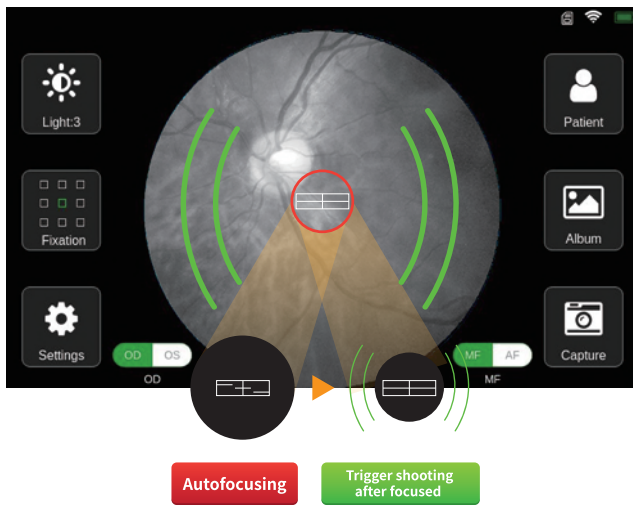 Light:3
Patient
Fixation
Album
Settings
OD OS
OD
MF AF
MF
Capture
Autofocusing
Trigger shooting
after focused